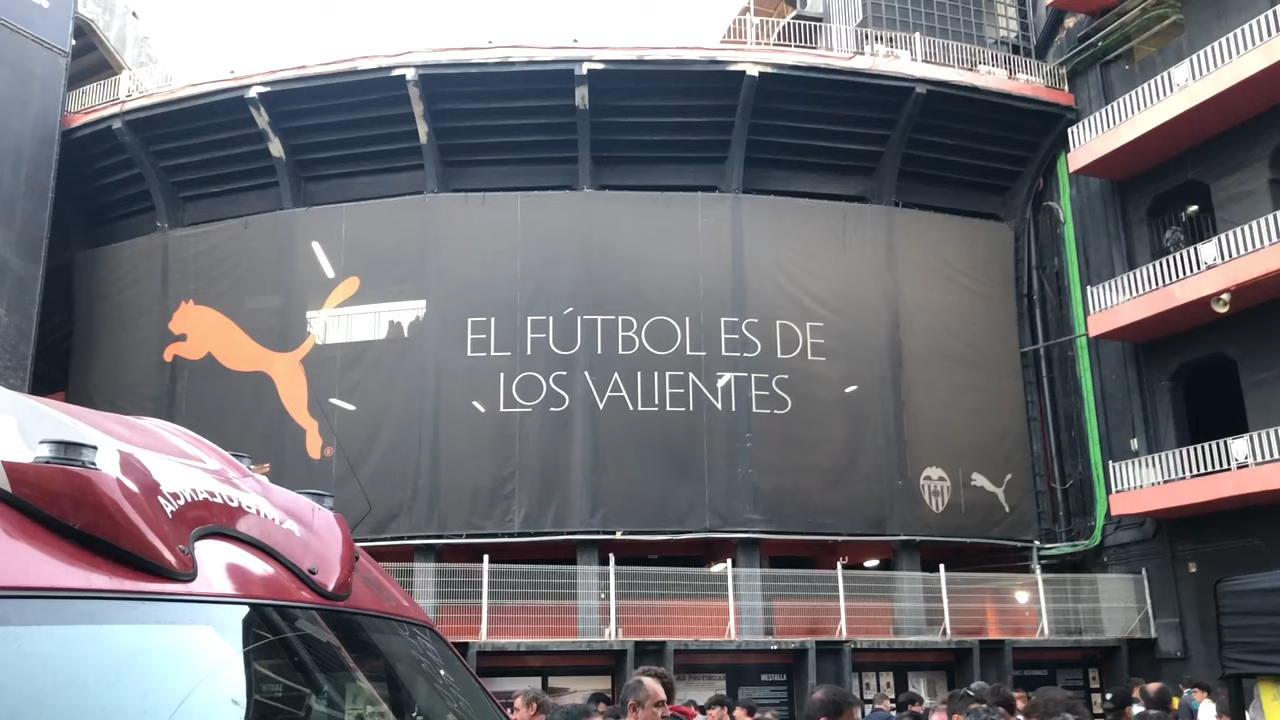 EL FÚTBOL ES DE
LOS VALIENTES
®
AMBULANCIA
MESTALLA